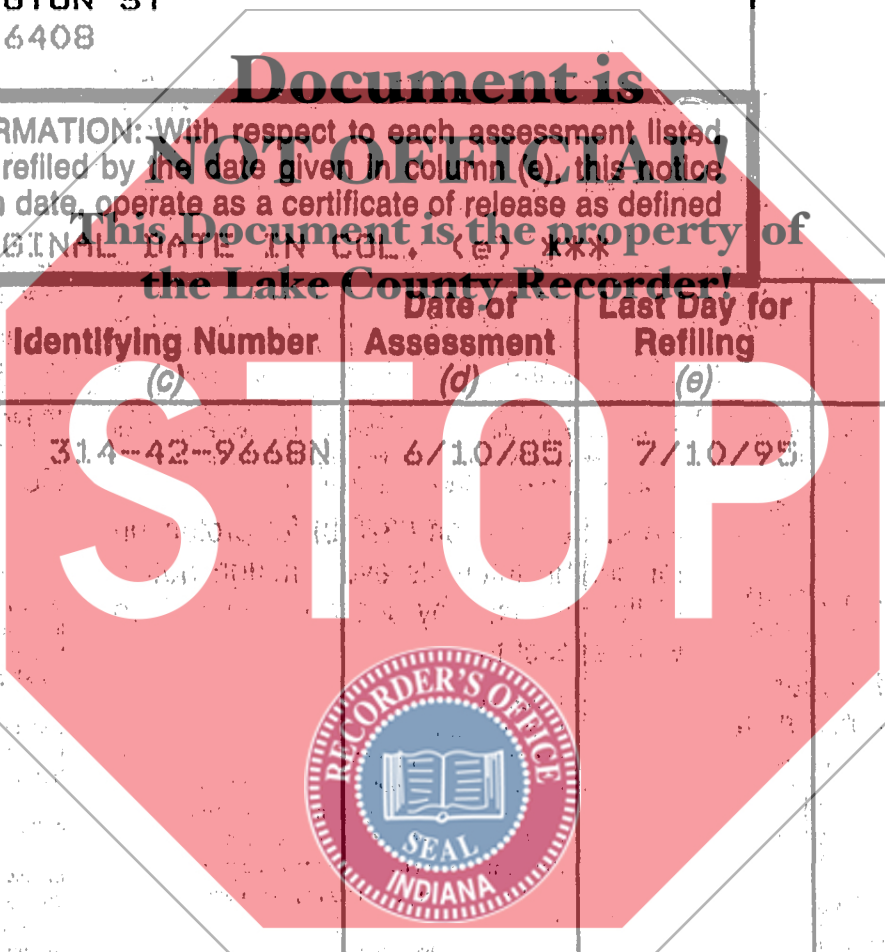 ST
6408
Document is
RMATION: With respect to each assessment listed
NOT OFFICIAL!
refiled by the date given in column (e), this notice
date, operate as a certificate of release as defined
This Document is the property of
GINAL DATE IN COL. (e) ***
the Lake County Recorder!
Identifying Number
(c)
Date of
Assessment
(d)
Last Day for
Refiling
(e)
STOP
314-42-9668N 6/10/85 7/10/95
RECORDER'S OFFICE
SEAL
INDIANA